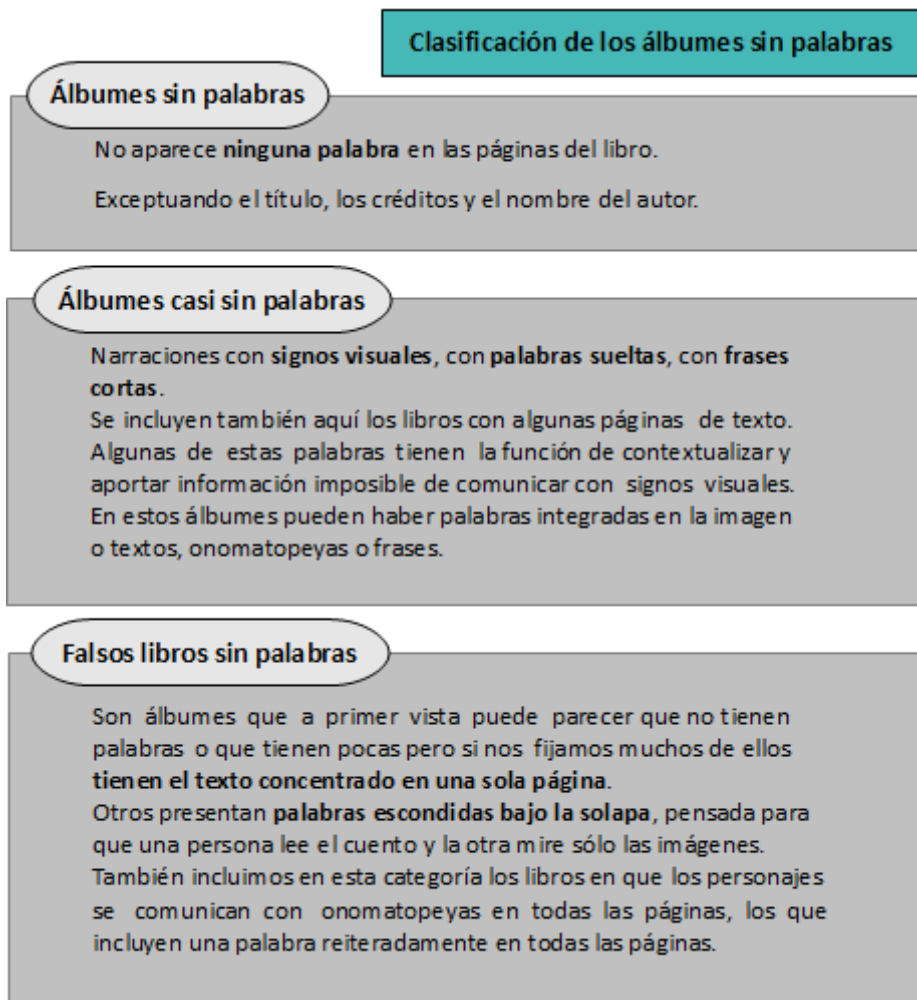 Clasificación de los álbumes sin palabras
Álbumes sin palabras
No aparece ninguna palabra en las páginas del libro.
Exceptuando el título, los créditos y el nombre del autor.
Álbumes casi sin palabras
Narraciones con signos visuales, con palabras sueltas, con frases
cortas.
Se incluyen también aquí los libros con algunas páginas de texto.
Algunas de estas palabras tienen la función de contextualizar y
aportar información imposible de comunicar con signos visuales.
En estos álbumes pueden haber palabras integradas en la imagen
o textos, onomatopeyas o frases.
Falsos libros sin palabras
Son álbumes que a primer vista puede parecer que no tienen
palabras o que tienen pocas pero si nos fijamos muchos de ellos
tienen el texto concentrado en una sola página.
Otros presentan palabras escondidas bajo la solapa, pensada para
que una persona lee el cuento y la otra mire sólo las imágenes.
También incluimos en esta categoría los libros en que los personajes
se comunican con onomatopeyas en todas las páginas, los que
incluyen una palabra reiteradamente en todas las páginas.